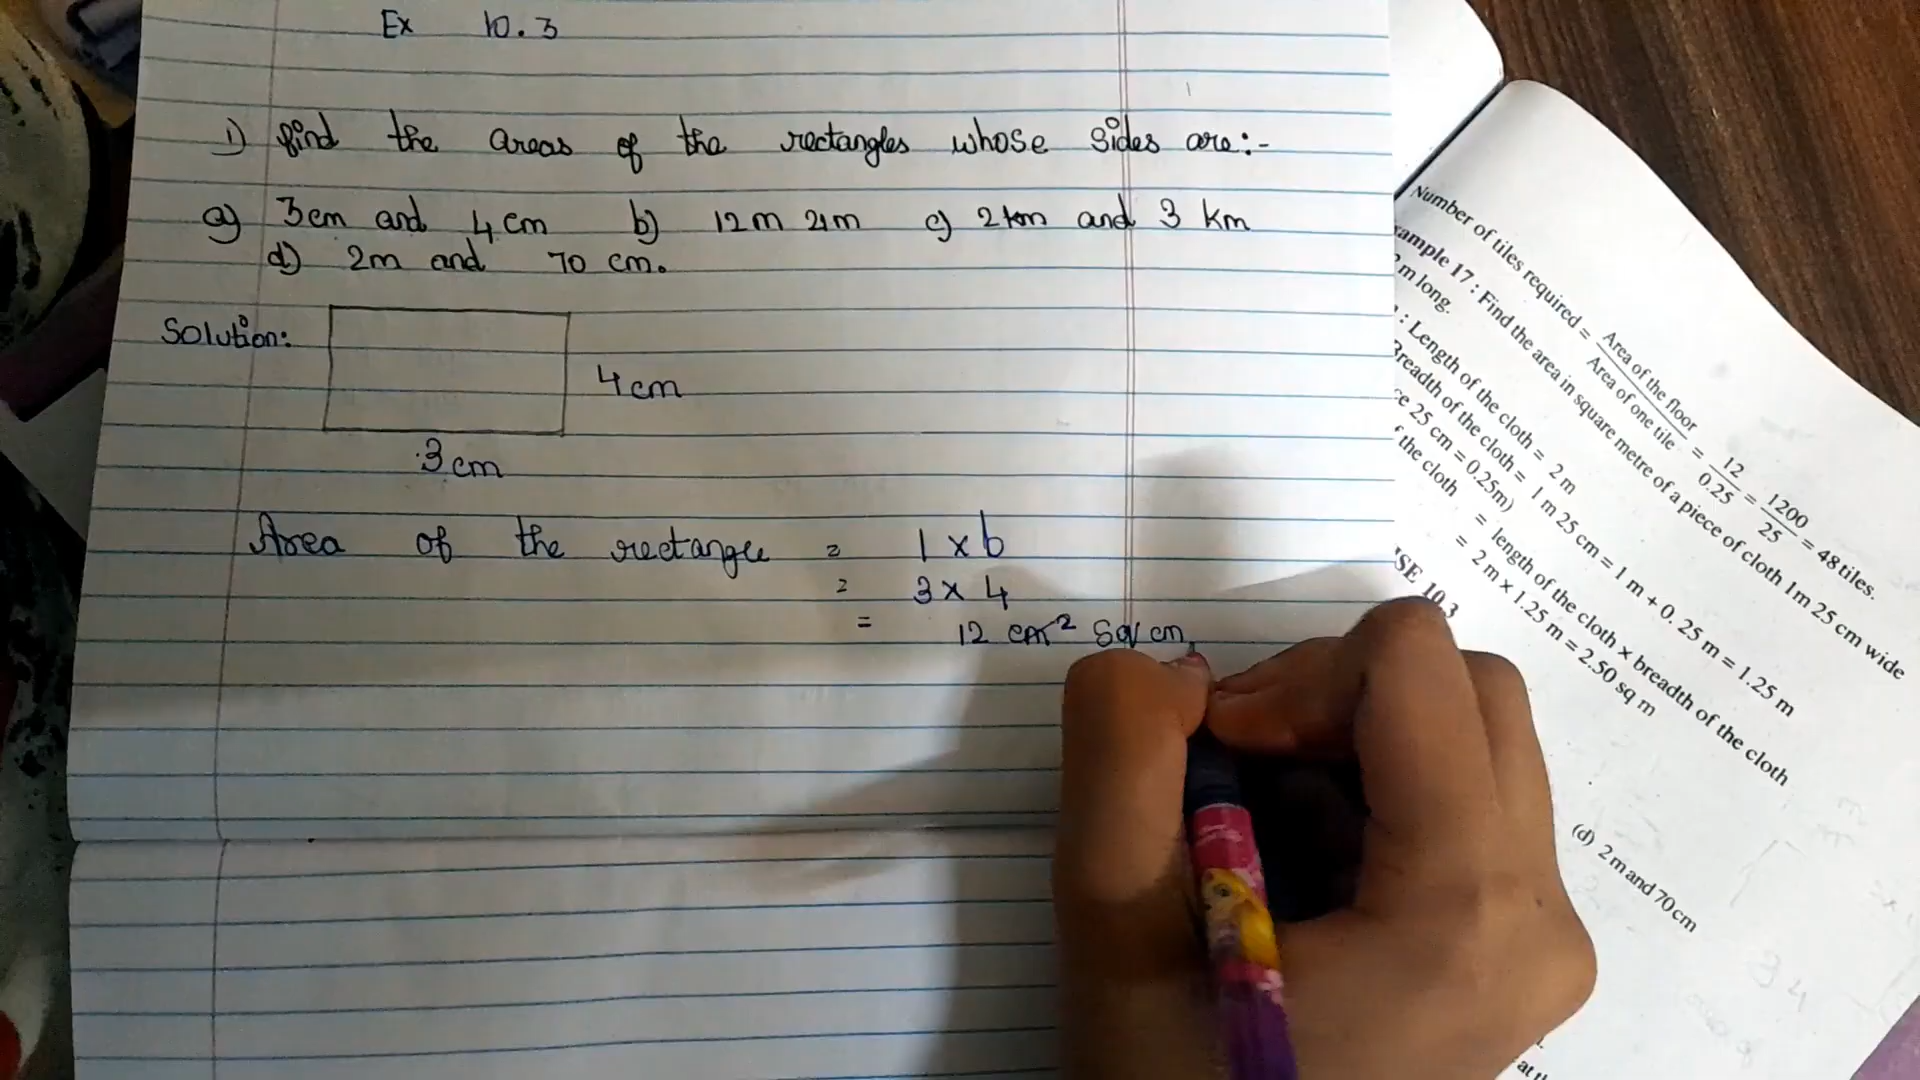 Ex 10.3
1) find the areas of the rectangles whose sides are:-
a) 3cm and 4cm b) 12m 21m c) 2km and 3 km
d) 2m and 70 cm.
Solution:
4cm
3cm
Area of the rectangle = l × b
= 3 × 4
= 12 cm² Sq cm
Number of tiles required = Area of the floor / Area of one tile = 12 / 0.25 = 1200 / 25 = 48 tiles.
ample 17 : Find the area in square metre of a piece of cloth 1m 25 cm wide
m long.
: Length of the cloth = 2 m
Breadth of the cloth = 1 m 25 cm = 1 m + 0. 25 m = 1.25 m
ce 25 cm = 0.25m)
f the cloth = length of the cloth × breadth of the cloth
= 2 m × 1.25 m = 2.50 sq m
ISE 10.3
(d) 2 m and 70 cm
3 4